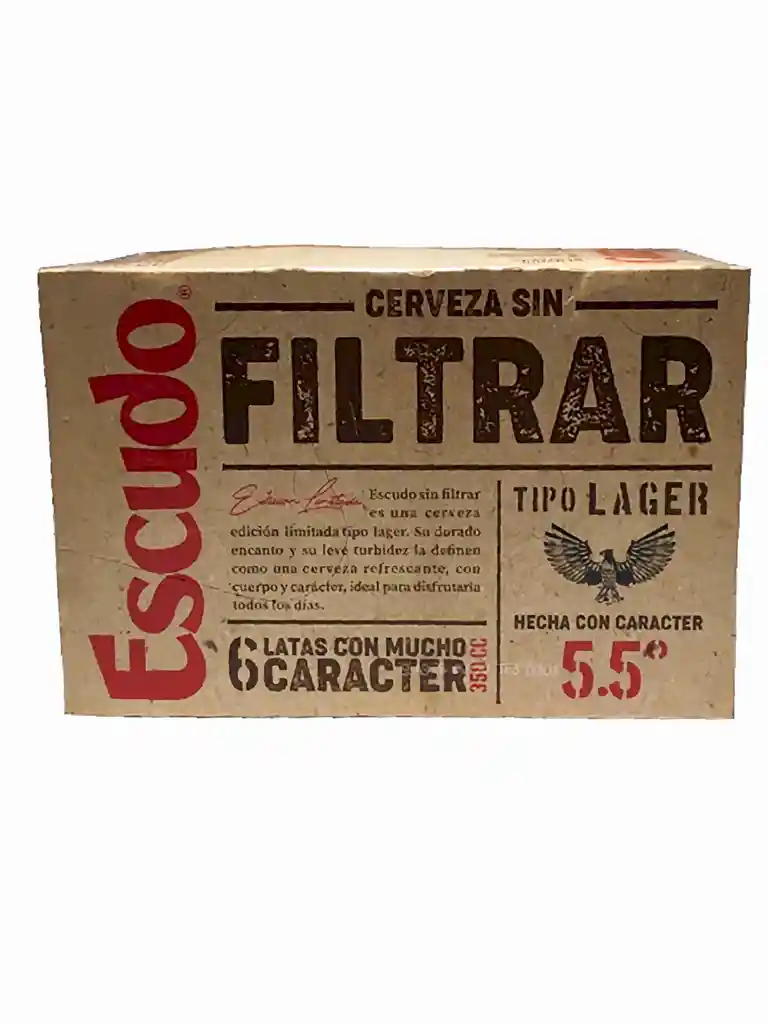 Escudo®
CERVEZA SIN
FILTRAR
Edición Limitada Escudo sin filtrar
es una cerveza
edición limitada tipo lager. Su dorado
encanto y su leve turbidez la definen
como una cerveza refrescante, con
cuerpo y carácter, ideal para disfrutarla
todos los días.
6 LATAS CON MUCHO
CARACTER 350CC
TIPO LAGER
HECHA CON CARACTER
5.5°